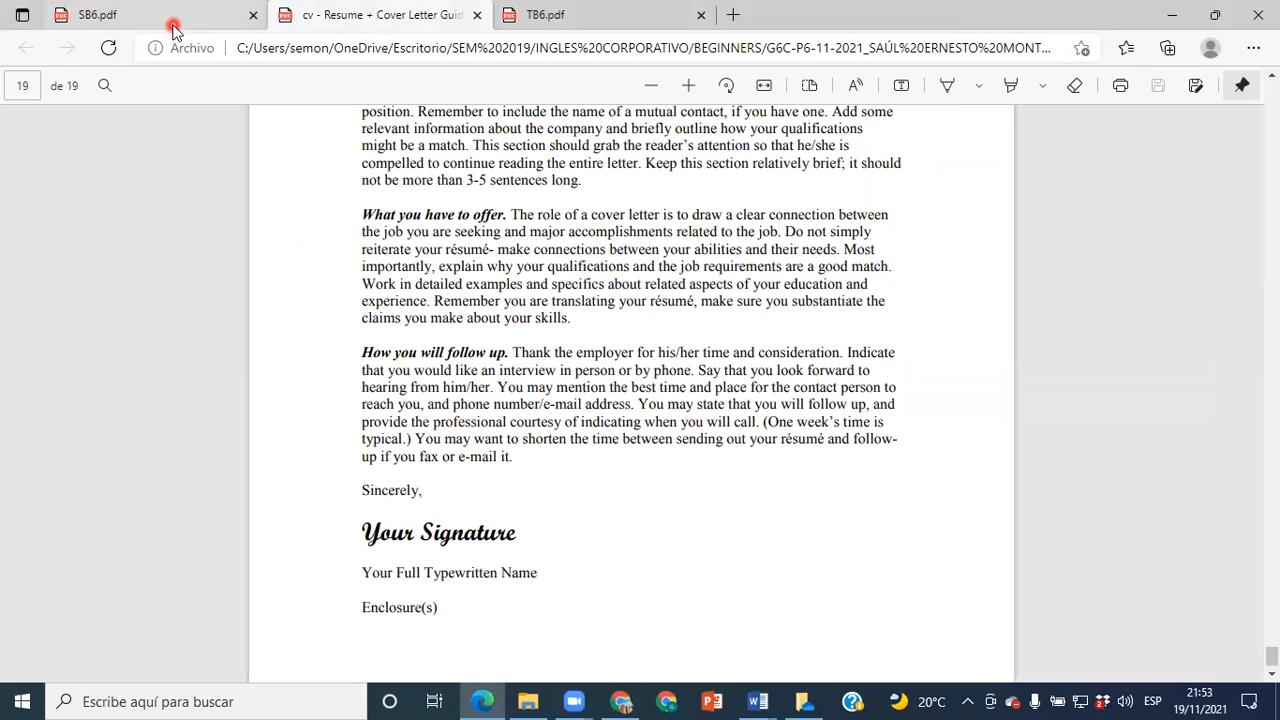 SB6.pdf
cv - Resume + Cover Letter Guid
TB6.pdf
Archivo
C:/Users/semon/OneDrive/Escritorio/SEM%202019/INGLES%20CORPORATIVO/BEGINNERS/G6C-P6-11-2021_SAÚL%20ERNESTO%20MONT...
19 de 19
position. Remember to include the name of a mutual contact, if you have one. Add some
relevant information about the company and briefly outline how your qualifications
might be a match. This section should grab the reader's attention so that he/she is
compelled to continue reading the entire letter. Keep this section relatively brief; it should
not be more than 3-5 sentences long.
What you have to offer. The role of a cover letter is to draw a clear connection between
the job you are seeking and major accomplishments related to the job. Do not simply
reiterate your résumé- make connections between your abilities and their needs. Most
importantly, explain why your qualifications and the job requirements are a good match.
Work in detailed examples and specifics about related aspects of your education and
experience. Remember you are translating your résumé, make sure you substantiate the
claims you make about your skills.
How you will follow up. Thank the employer for his/her time and consideration. Indicate
that you would like an interview in person or by phone. Say that you look forward to
hearing from him/her. You may mention the best time and place for the contact person to
reach you, and phone number/e-mail address. You may state that you will follow up, and
provide the professional courtesy of indicating when you will call. (One week's time is
typical.) You may want to shorten the time between sending out your résumé and follow-
up if you fax or e-mail it.
Sincerely,
Your Signature
Your Full Typewritten Name
Enclosure(s)
Escribe aquí para buscar
20°C
ESP
21:53
19/11/2021